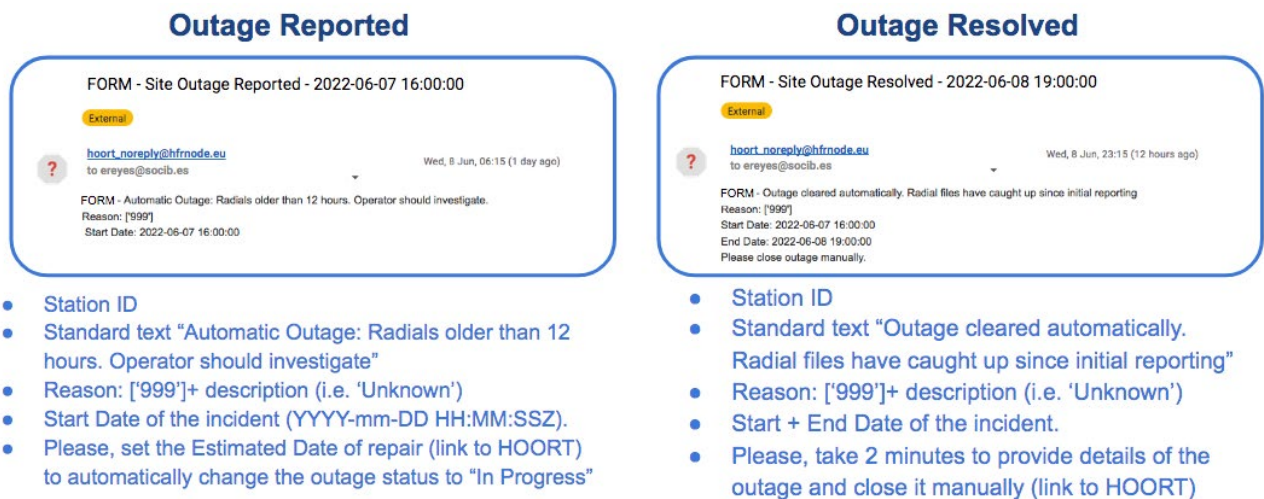 Outage Reported
FORM - Site Outage Reported - 2022-06-07 16:00:00
External
?
hoort_noreply@hfrnode.eu
to ereyes@socib.es
Wed, 8 Jun, 06:15 (1 day ago)
FORM - Automatic Outage: Radials older than 12 hours. Operator should investigate.
Reason: ['999']
Start Date: 2022-06-07 16:00:00
● Station ID
● Standard text “Automatic Outage: Radials older than 12
hours. Operator should investigate”
● Reason: [‘999’]+ description (i.e. ‘Unknown’)
● Start Date of the incident (YYYY-mm-DD HH:MM:SSZ).
● Please, set the Estimated Date of repair (link to HOORT)
to automatically change the outage status to “In Progress”
Outage Resolved
FORM - Site Outage Resolved - 2022-06-08 19:00:00
External
?
hoort_noreply@hfrnode.eu
to ereyes@socib.es
Wed, 8 Jun, 23:15 (12 hours ago)
FORM - Outage cleared automatically. Radial files have caught up since initial reporting
Reason: ['999']
Start Date: 2022-06-07 16:00:00
End Date: 2022-06-08 19:00:00
Please close outage manually.
● Station ID
● Standard text “Outage cleared automatically.
Radial files have caught up since initial reporting”
● Reason: [‘999’]+ description (i.e. ‘Unknown’)
● Start + End Date of the incident.
● Please, take 2 minutes to provide details of the
outage and close it manually (link to HOORT)